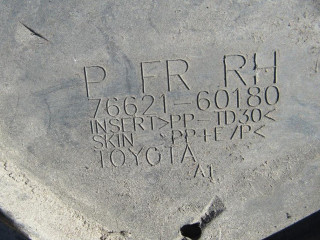 P FR RH
76621-60180
INSERT>PP-TD30<
SKIN >PP+E/P<
TOYOTA
A1